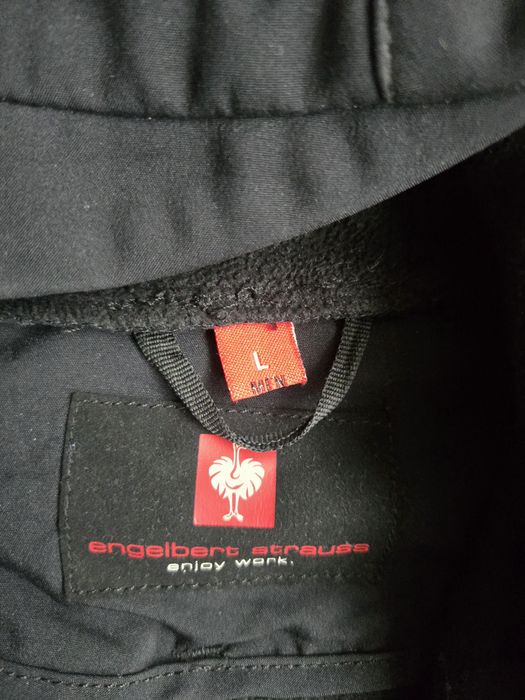 L
MEN
engelbert strauss
enjoy work.